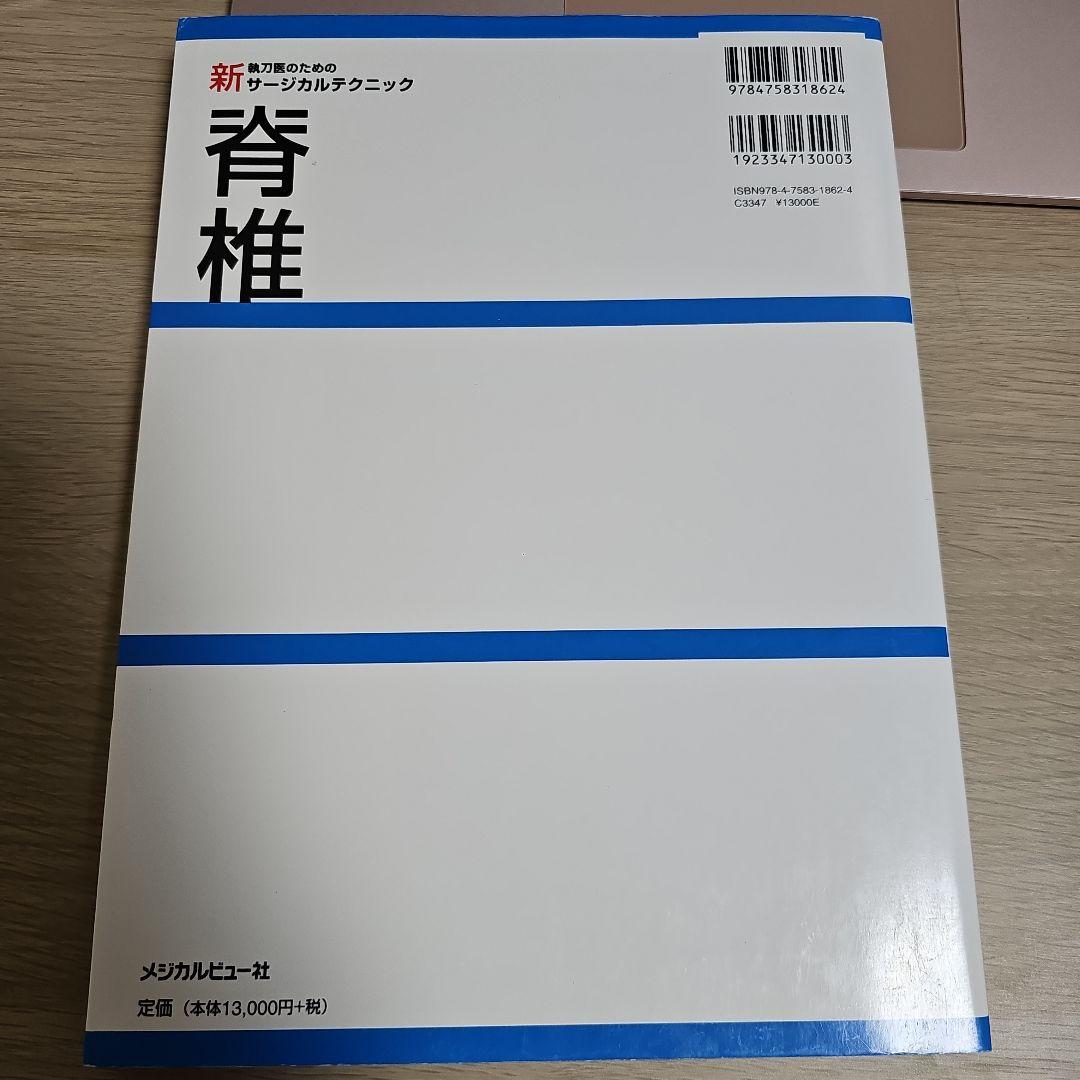 新 執刀医のための
サージカルテクニック
脊椎
9784758318624
1923347130003
ISBN978-4-7583-1862-4
C3347 ¥13000E
メジカルビュー社
定価（本体13,000円+税）